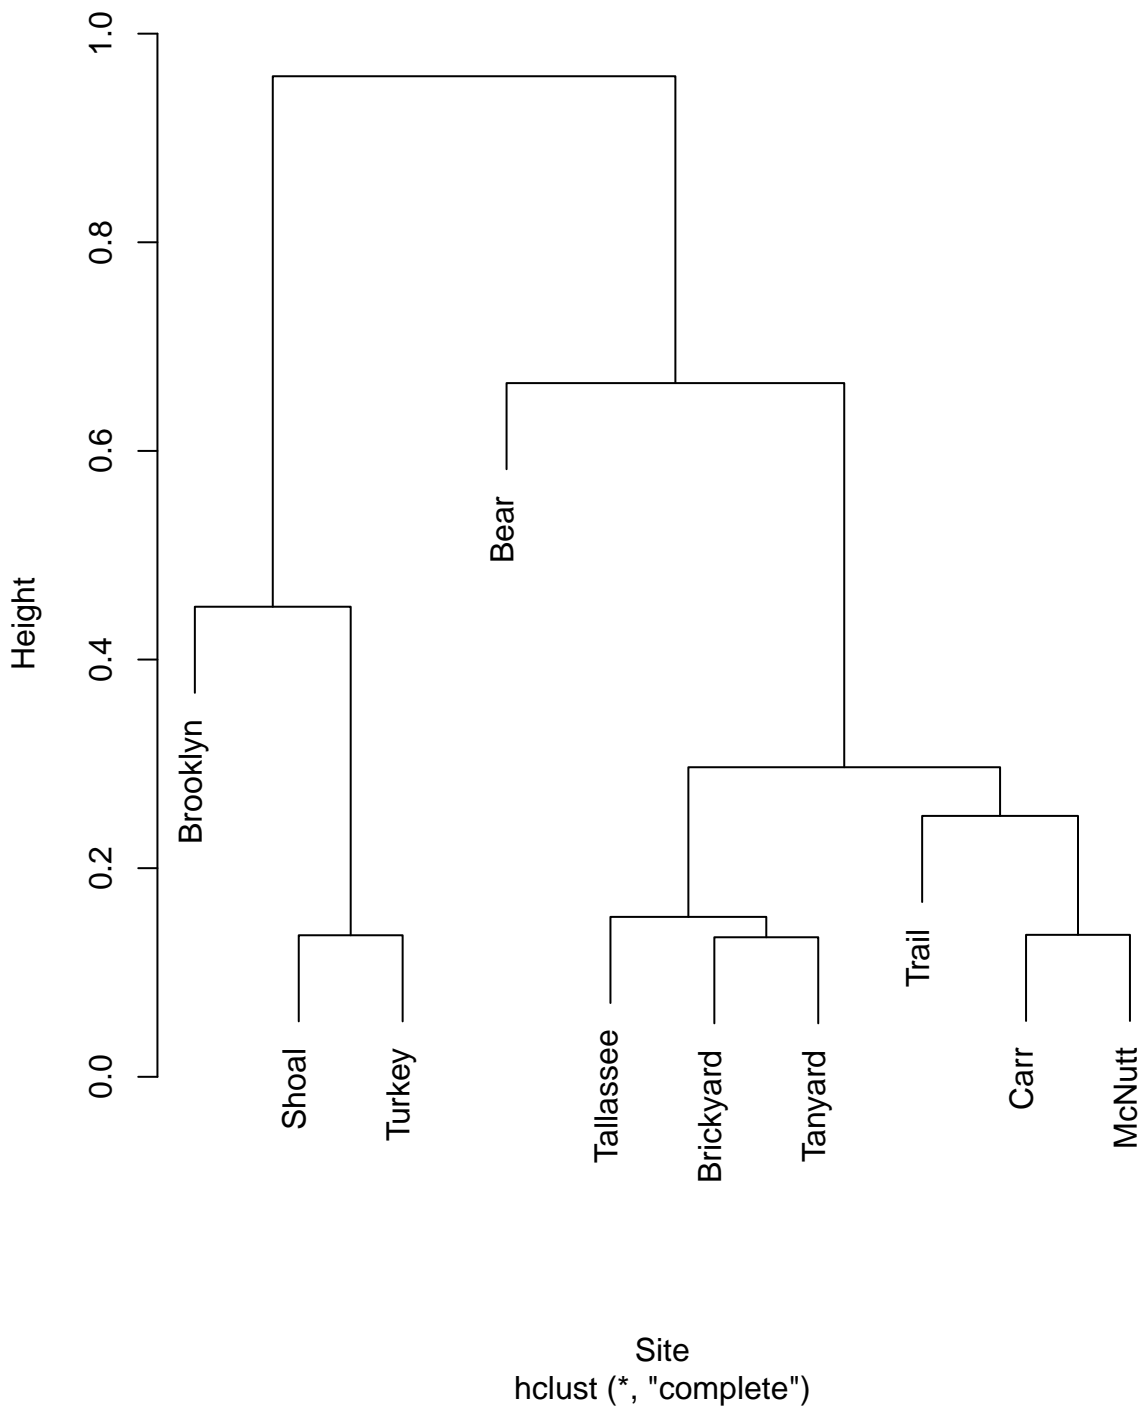 1.0
0.8
0.6
0.4
0.2
0.0
Height
Brooklyn
Shoal
Turkey
Bear
Tallassee
Brickyard
Tanyard
Trail
Carr
McNutt
Site
hclust (*, "complete")